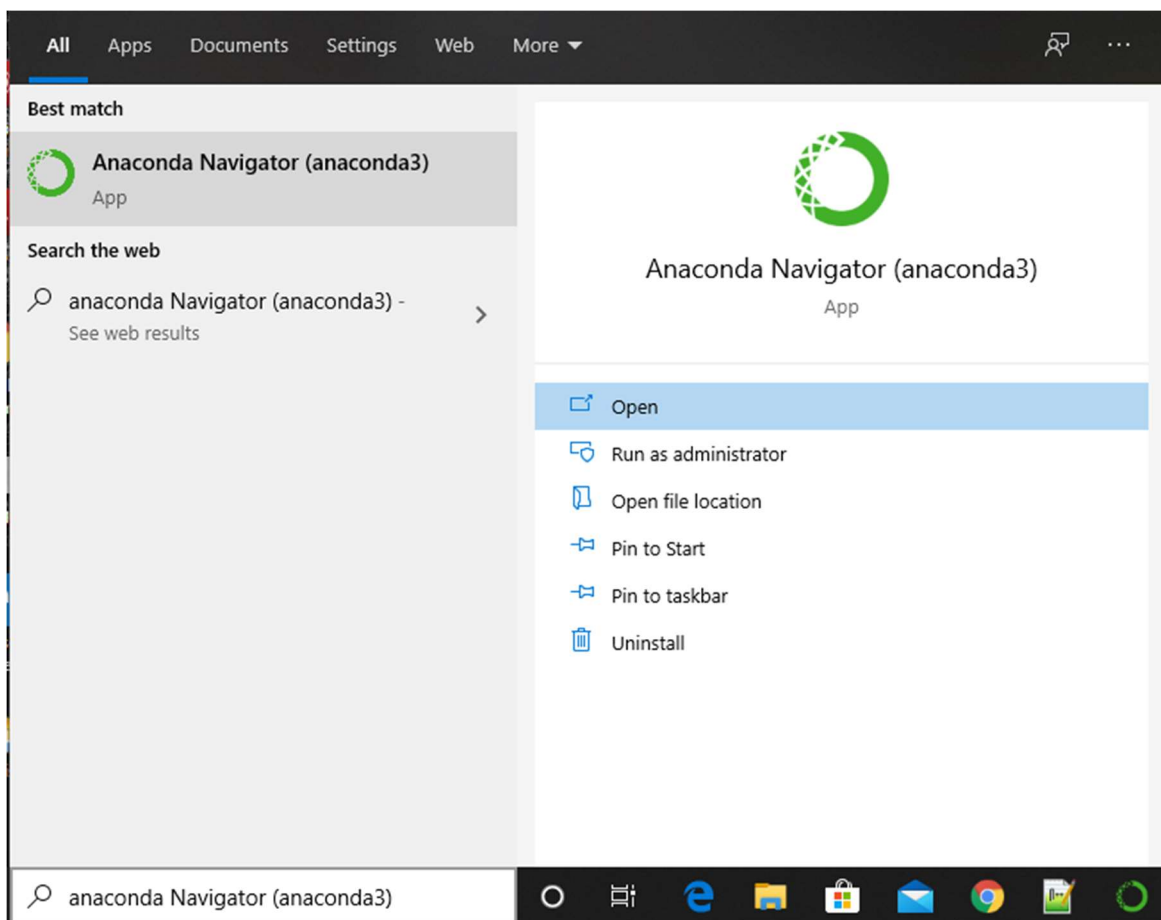 All Apps Documents Settings Web More
Best match
Anaconda Navigator (anaconda3)
App
Search the web
anaconda Navigator (anaconda3) -
See web results
Anaconda Navigator (anaconda3)
App
Open
Run as administrator
Open file location
Pin to Start
Pin to taskbar
Uninstall
anaconda Navigator (anaconda3)